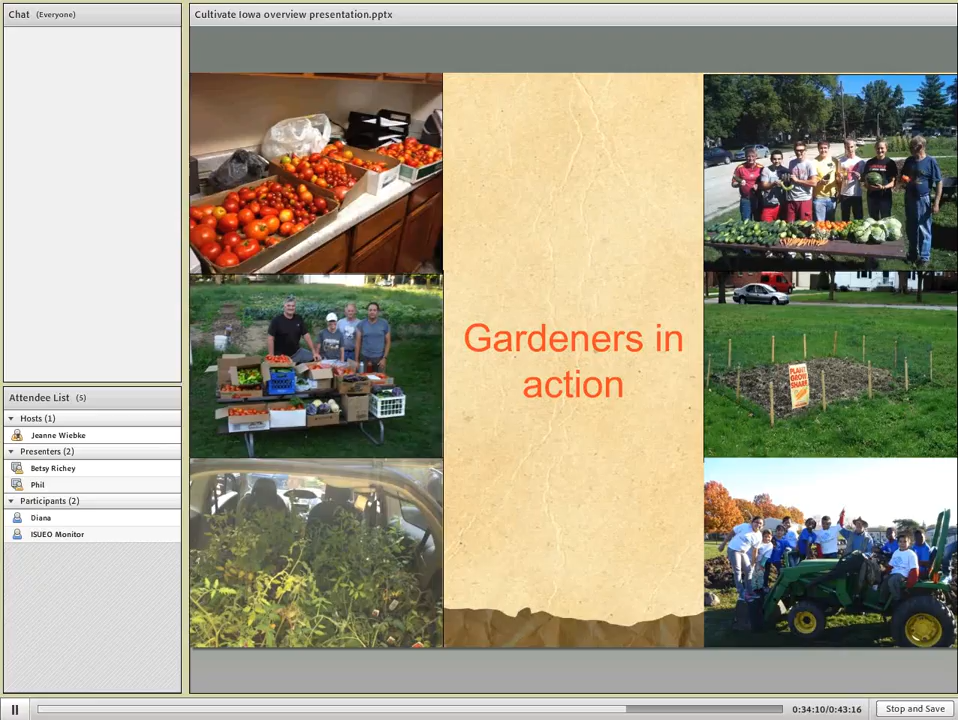 Chat (Everyone)
Cultivate Iowa overview presentation.pptx
Gardeners in
action
PLANT
GROW
SHARE
Attendee List (5)
Hosts (1)
Jeanne Wiebke
Presenters (2)
Betsy Richey
Phil
Participants (2)
Diana
ISUEO Monitor
0:34:10/0:43:16
Stop and Save